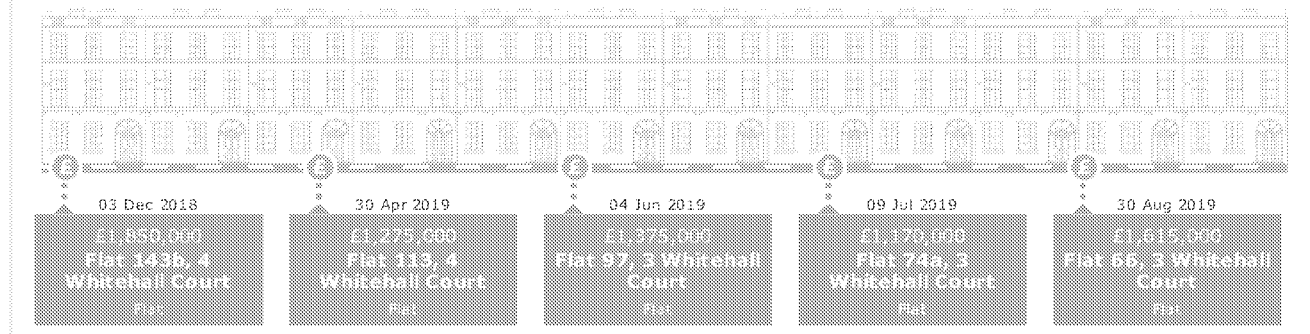 03 Dec 2018
£1,850,000
Flat 143b, 4
Whitehall Court
Flat
30 Apr 2019
£1,275,000
Flat 113, 4
Whitehall Court
Flat
04 Jun 2019
£1,375,000
Flat 97, 3 Whitehall
Court
Flat
09 Jul 2019
£1,170,000
Flat 74a, 3
Whitehall Court
Flat
30 Aug 2019
£1,615,000
Flat 66, 3 Whitehall
Court
Flat